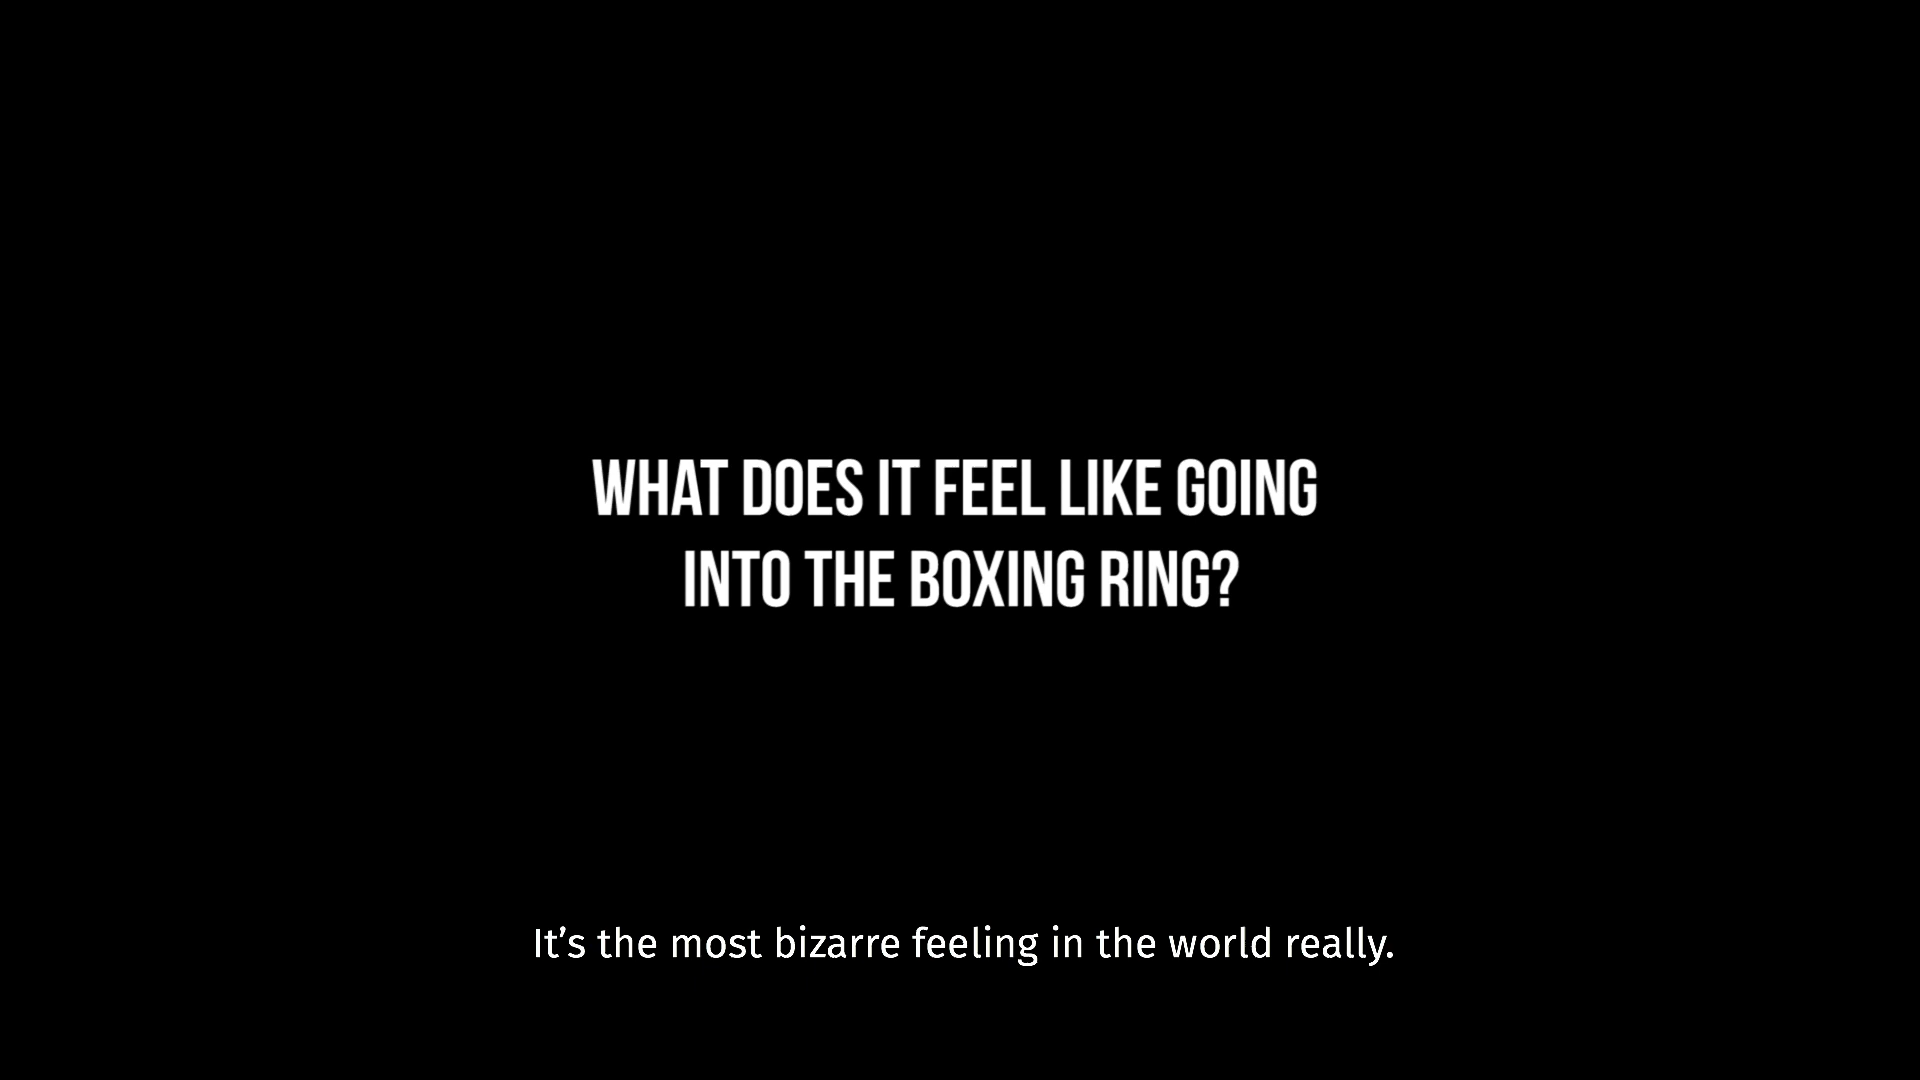 WHAT DOES IT FEEL LIKE GOING
INTO THE BOXING RING?
It’s the most bizarre feeling in the world really.